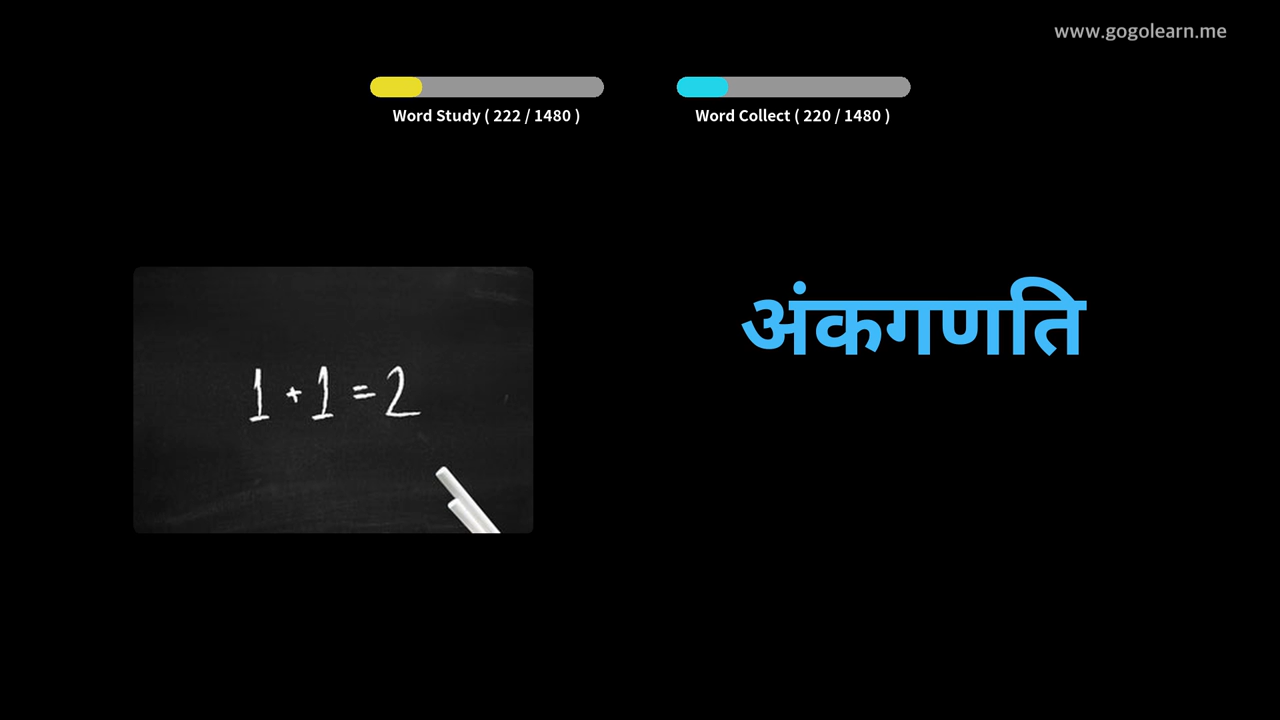 www.gogolearn.me
Word Study ( 222 / 1480 )
Word Collect ( 220 / 1480 )
अंकगणति
1 + 1 = 2